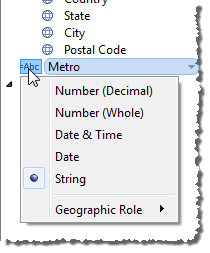 Country
State
City
Postal Code
Abc Metro
Number (Decimal)
Number (Whole)
Date & Time
Date
String
Geographic Role